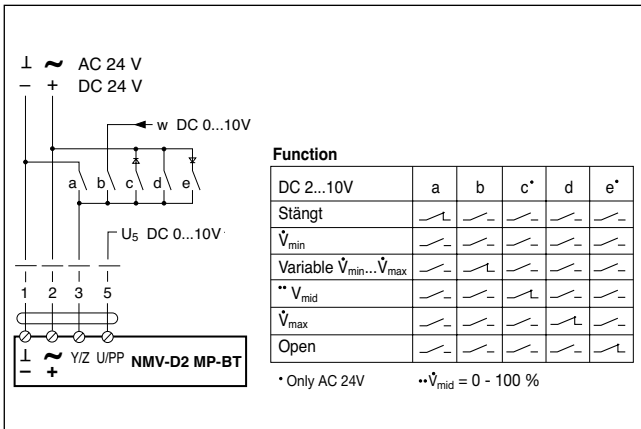 ⊥ ~ AC 24 V
− + DC 24 V
w DC 0...10V
a b c d e
U5 DC 0...10V
1 2 3 5
⊥ ~ Y/Z U/PP NMV-D2 MP-BT
− +
Function
DC 2...10V a b c• d e•
Stängt
V̇min
Variable V̇min...V̇max
•• Vmid
V̇max
Open
• Only AC 24V ••V̇mid = 0 - 100 %